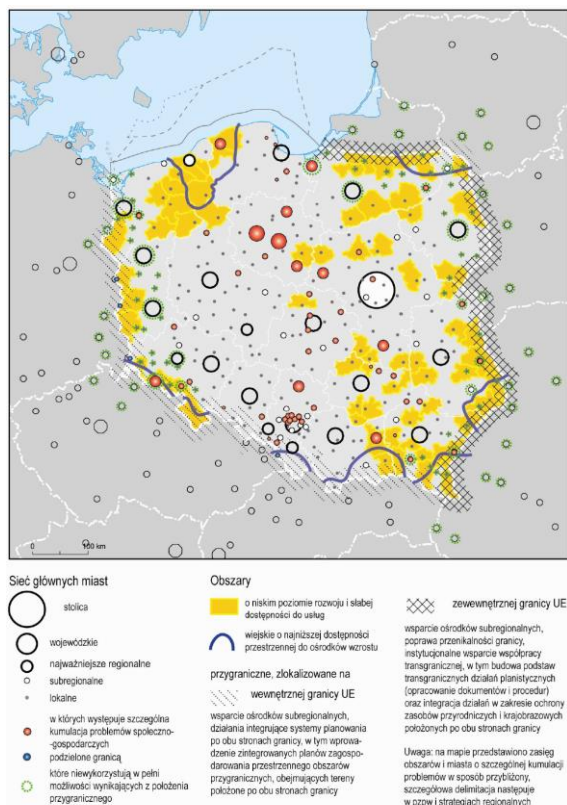 0 100 km
Sieć głównych miast
stolica
wojewódzkie
najważniejsze regionalne
subregionalne
lokalne
w których występuje szczególna
kumulacja problemów społeczno-
-gospodarczych
podzielone granicą
które niewykorzystują w pełni
możliwości wynikających z położenia
przygranicznego
Obszary
o niskim poziomie rozwoju i słabej
dostępności do usług
wiejskie o najniższej dostępności
przestrzennej do ośrodków wzrostu
przygraniczne, zlokalizowane na
wewnętrznej granicy UE
wsparcie ośrodków subregionalnych,
działania integrujące systemy planowania
po obu stronach granicy, w tym wprowa-
dzenie zintegrowanych planów zagospo-
darowania przestrzennego obszarów
przygranicznych, obejmujących tereny
położone po obu stronach granicy
zewewnętrznej granicy UE
wsparcie ośrodków subregionalnych,
poprawa przenikalności granicy,
instytucjonalne wsparcie współpracy
transgranicznej, w tym budowa podstaw
transgranicznych działań planistycznych
(opracowanie dokumentów i procedur)
oraz integracja działań w zakresie ochrony
zasobów przyrodniczych i krajobrazowych
położonych po obu stronach granicy
Uwaga: na mapie przedstawiono zasięg
obszarów i miasta o szczególnej kumulacji
problemów w sposób przybliżony,
szczegółowa delimitacja następuje
w pzpw i strategiach regionalnych